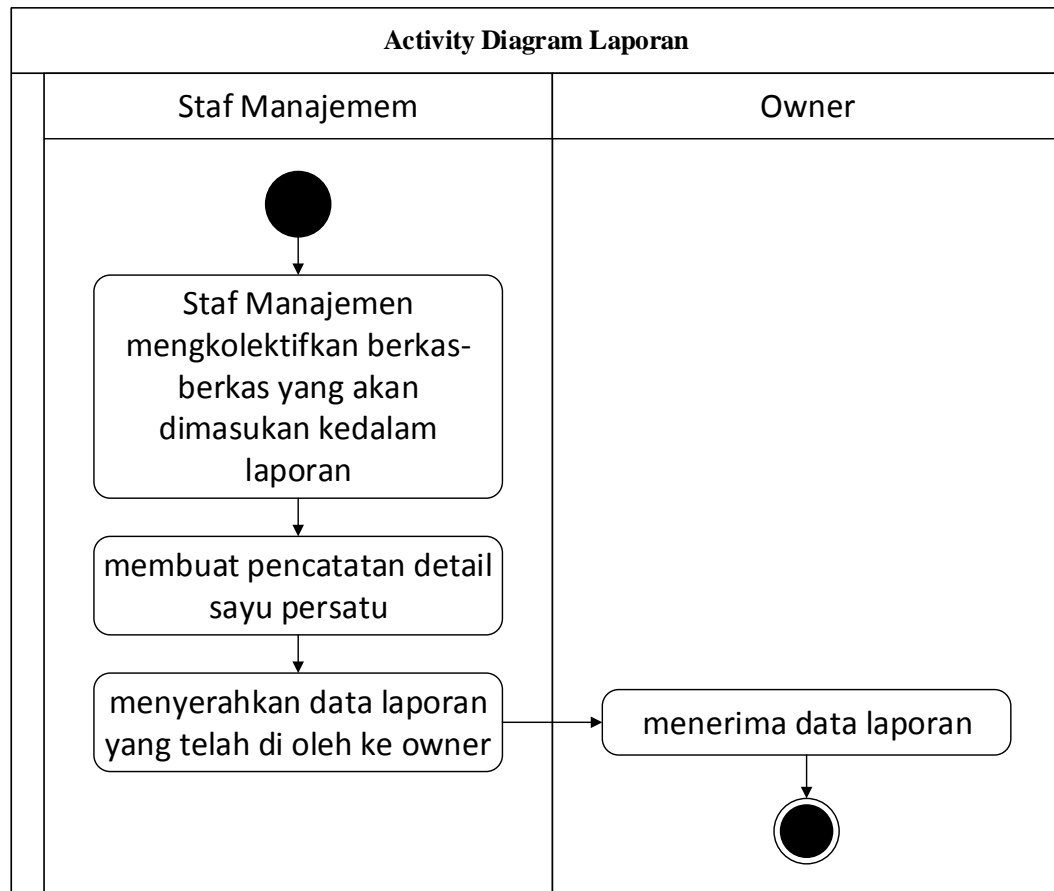 Activity Diagram Laporan
Staf Manajemem
Owner
Staf Manajemen
mengkolektifkan berkas-
berkas yang akan
dimasukan kedalam
laporan
membuat pencatatan detail
sayu persatu
menyerahkan data laporan
yang telah di oleh ke owner
menerima data laporan